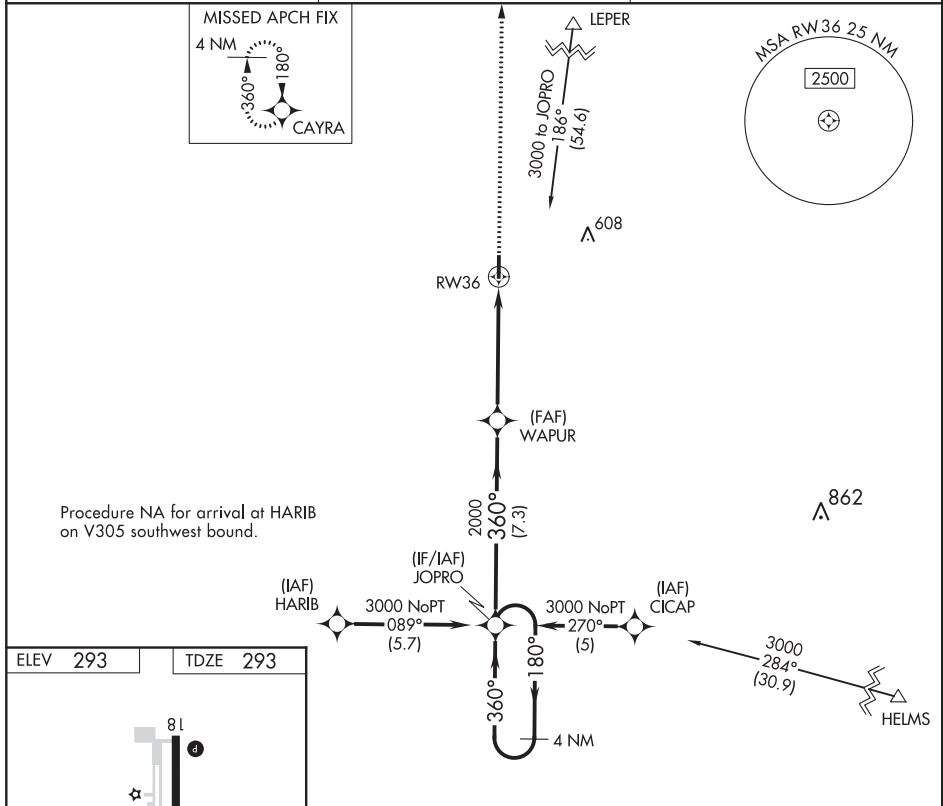 MISSED APCH FIX
4 NM
360°
180°
CAYRA
LEPER
3000 to JOPRO
186°
(54.6)
MSA RW36 25 NM
2500
608
RW36
(FAF)
WAPUR
2000
360°
(7.3)
862
Procedure NA for arrival at HARIB
on V305 southwest bound.
(IF/IAF)
JOPRO
(IAF)
HARIB
3000 NoPT
089°
(5.7)
3000 NoPT
270°
(5)
(IAF)
CICAP
3000
284°
(30.9)
HELMS
360°
180°
4 NM
ELEV 293
TDZE 293
18
P